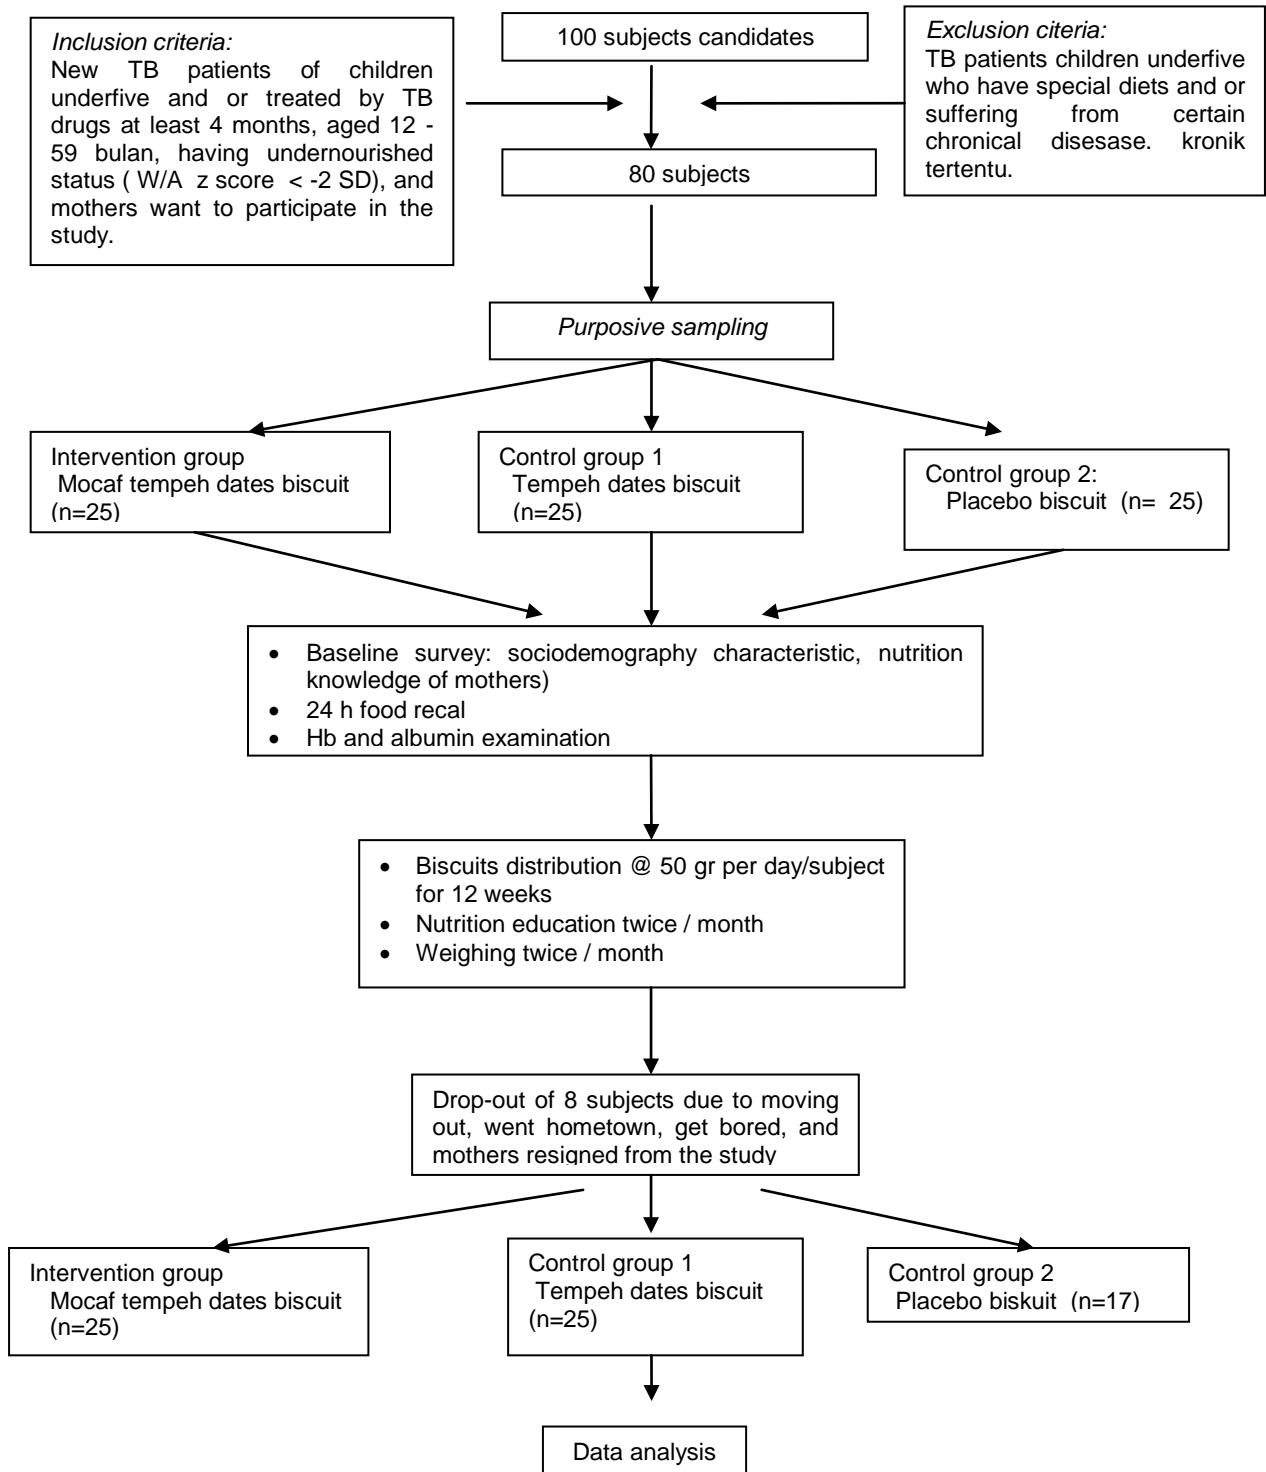 100 subjects candidates
Inclusion criteria:
New TB patients of children
underfive and or treated by TB
drugs at least 4 months, aged 12 -
59 bulan, having undernourished
status ( W/A z score < -2 SD), and
mothers want to participate in the
study.
Exclusion citeria:
TB patients children underfive
who have special diets and or
suffering from certain
chronical disesase. kronik
tertentu.
80 subjects
Purposive sampling
Intervention group
Mocaf tempeh dates biscuit
(n=25)
Control group 1
Tempeh dates biscuit
(n=25)
Control group 2:
Placebo biscuit (n= 25)
• Baseline survey: sociodemography characteristic, nutrition
knowledge of mothers)
• 24 h food recal
• Hb and albumin examination
• Biscuits distribution @ 50 gr per day/subject
for 12 weeks
• Nutrition education twice / month
• Weighing twice / month
Drop-out of 8 subjects due to moving
out, went hometown, get bored, and
mothers resigned from the study
Intervention group
Mocaf tempeh dates biscuit
(n=25)
Control group 1
Tempeh dates biscuit
(n=25)
Control group 2
Placebo biskuit (n=17)
Data analysis